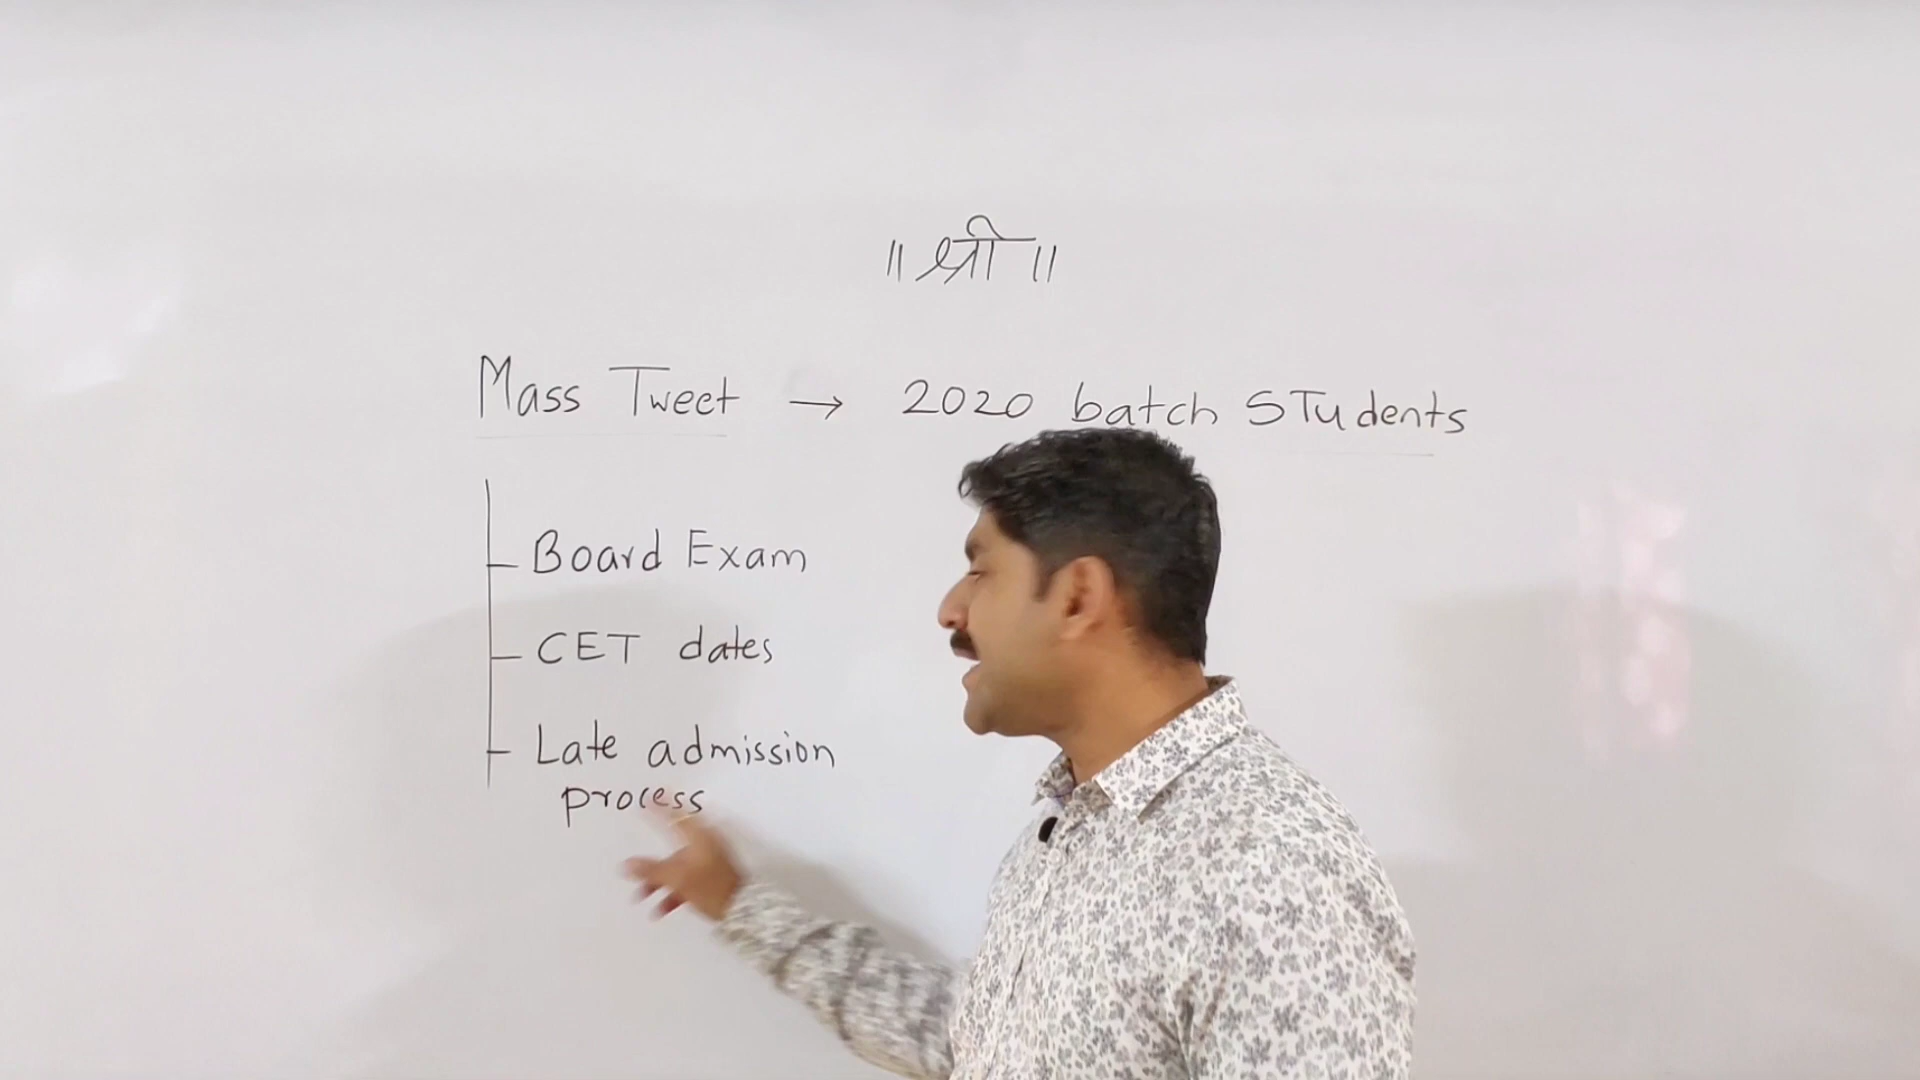 ॥ श्री ॥
Mass Tweet → 2020 batch STudents
Board Exam
CET dates
Late admission
process